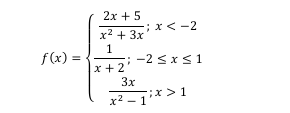 f(x) = { (2x + 5)/(x² + 3x); x < −2
1/(x + 2); −2 ≤ x ≤ 1
3x/(x² − 1); x > 1